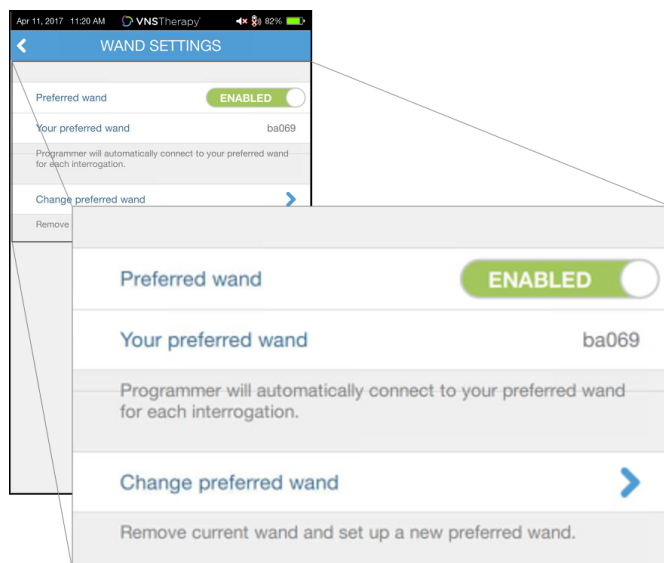 Apr 11, 2017 11:20 AM VNSTherapy 82%
WAND SETTINGS
Preferred wand ENABLED
Your preferred wand ba069
Programmer will automatically connect to your preferred wand
for each interrogation.
Change preferred wand
Remove
Preferred wand ENABLED
Your preferred wand ba069
Programmer will automatically connect to your preferred wand
for each interrogation.
Change preferred wand
Remove current wand and set up a new preferred wand.